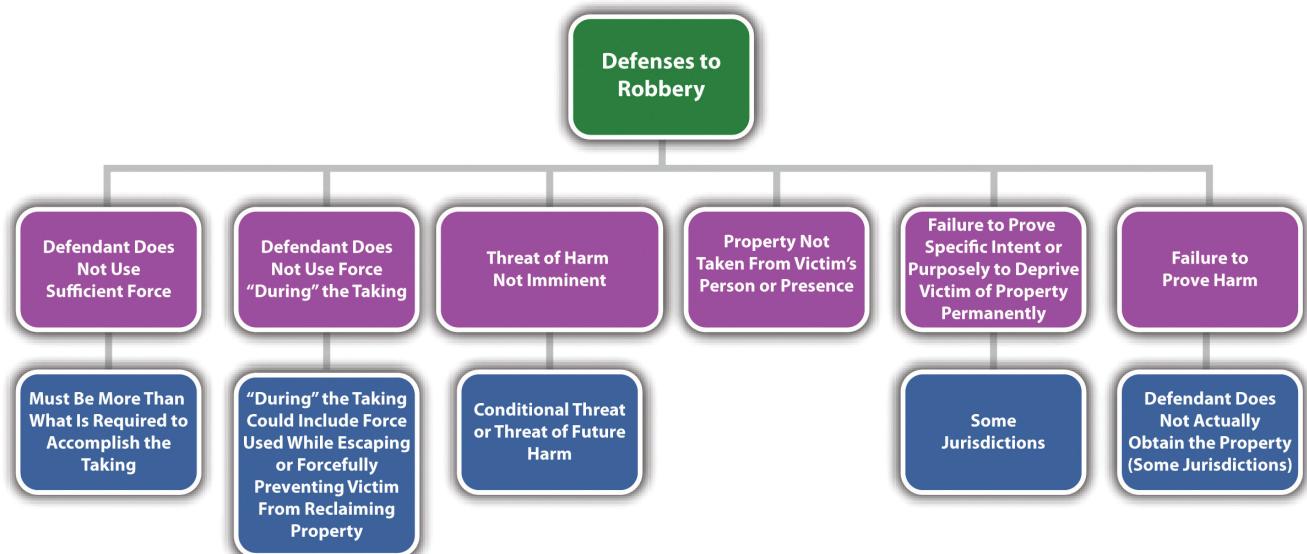 Defenses to
Robbery
Defendant Does
Not Use
Sufficient Force
Defendant Does
Not Use Force
“During” the Taking
Threat of Harm
Not Imminent
Property Not
Taken From Victim’s
Person or Presence
Failure to Prove
Specific Intent or
Purposely to Deprive
Victim of Property
Permanently
Failure to
Prove Harm
Must Be More Than
What Is Required to
Accomplish the
Taking
“During” the Taking
Could Include Force
Used While Escaping
or Forcefully
Preventing Victim
From Reclaiming
Property
Conditional Threat
or Threat of Future
Harm
Some
Jurisdictions
Defendant Does
Not Actually
Obtain the Property
(Some Jurisdictions)